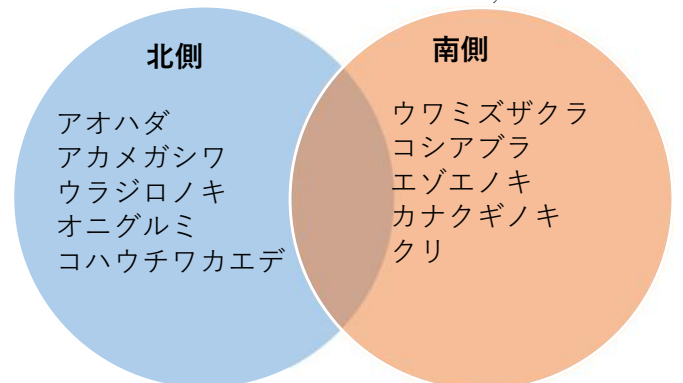 北側
アオハダ
アカメガシワ
ウラジロノキ
オニグルミ
コハウチワカエデ
南側
ウワミズザクラ
コシアブラ
エゾエノキ
カナクギノキ
クリ